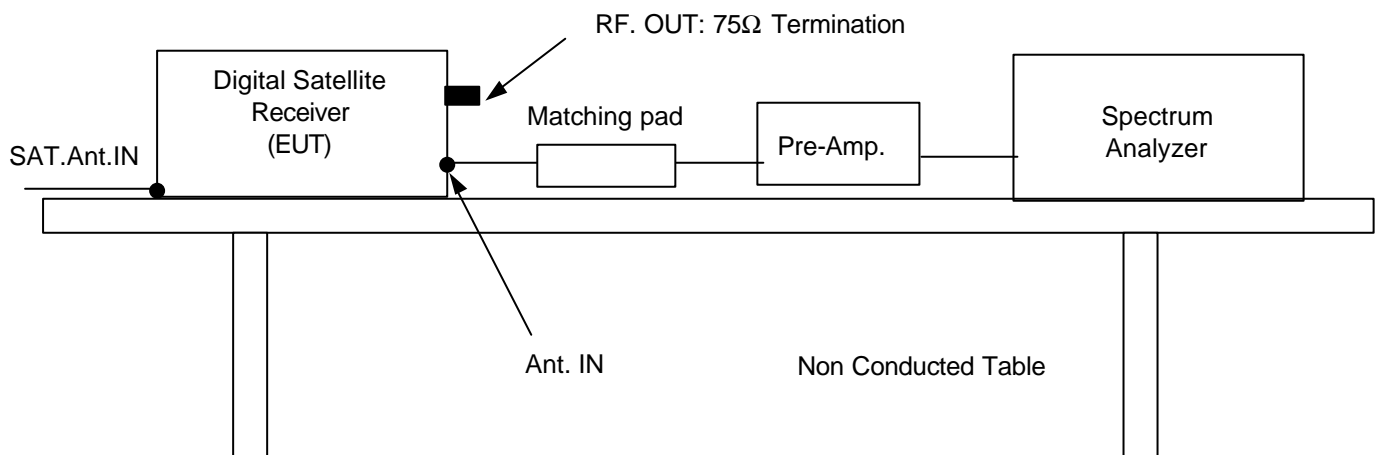 RF. OUT: 75Ω Termination
Digital Satellite
Receiver
(EUT)
SAT.Ant.IN
Matching pad
Pre-Amp.
Spectrum
Analyzer
Ant. IN
Non Conducted Table